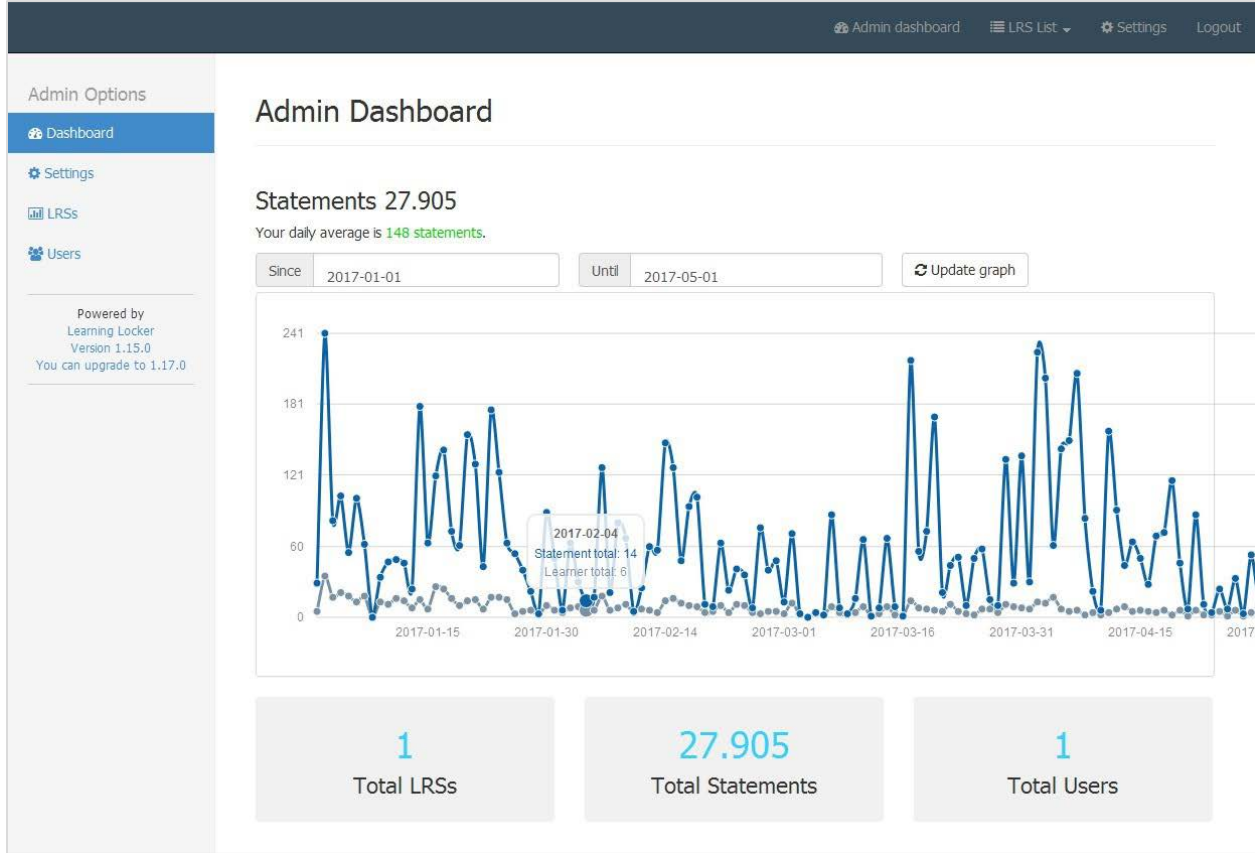 Admin dashboard LRS List Settings Logout
Admin Options
Dashboard
Settings
LRSs
Users
Powered by
Learning Locker
Version 1.15.0
You can upgrade to 1.17.0
Admin Dashboard
Statements 27.905
Your daily average is 148 statements.
Since 2017-01-01 Until 2017-05-01 Update graph
241
181
121
60
0
2017-02-04
Statement total: 14
Learner total: 6
2017-01-15 2017-01-30 2017-02-14 2017-03-01 2017-03-16 2017-03-31 2017-04-15 2017
1 27.905 1
Total LRSs Total Statements Total Users